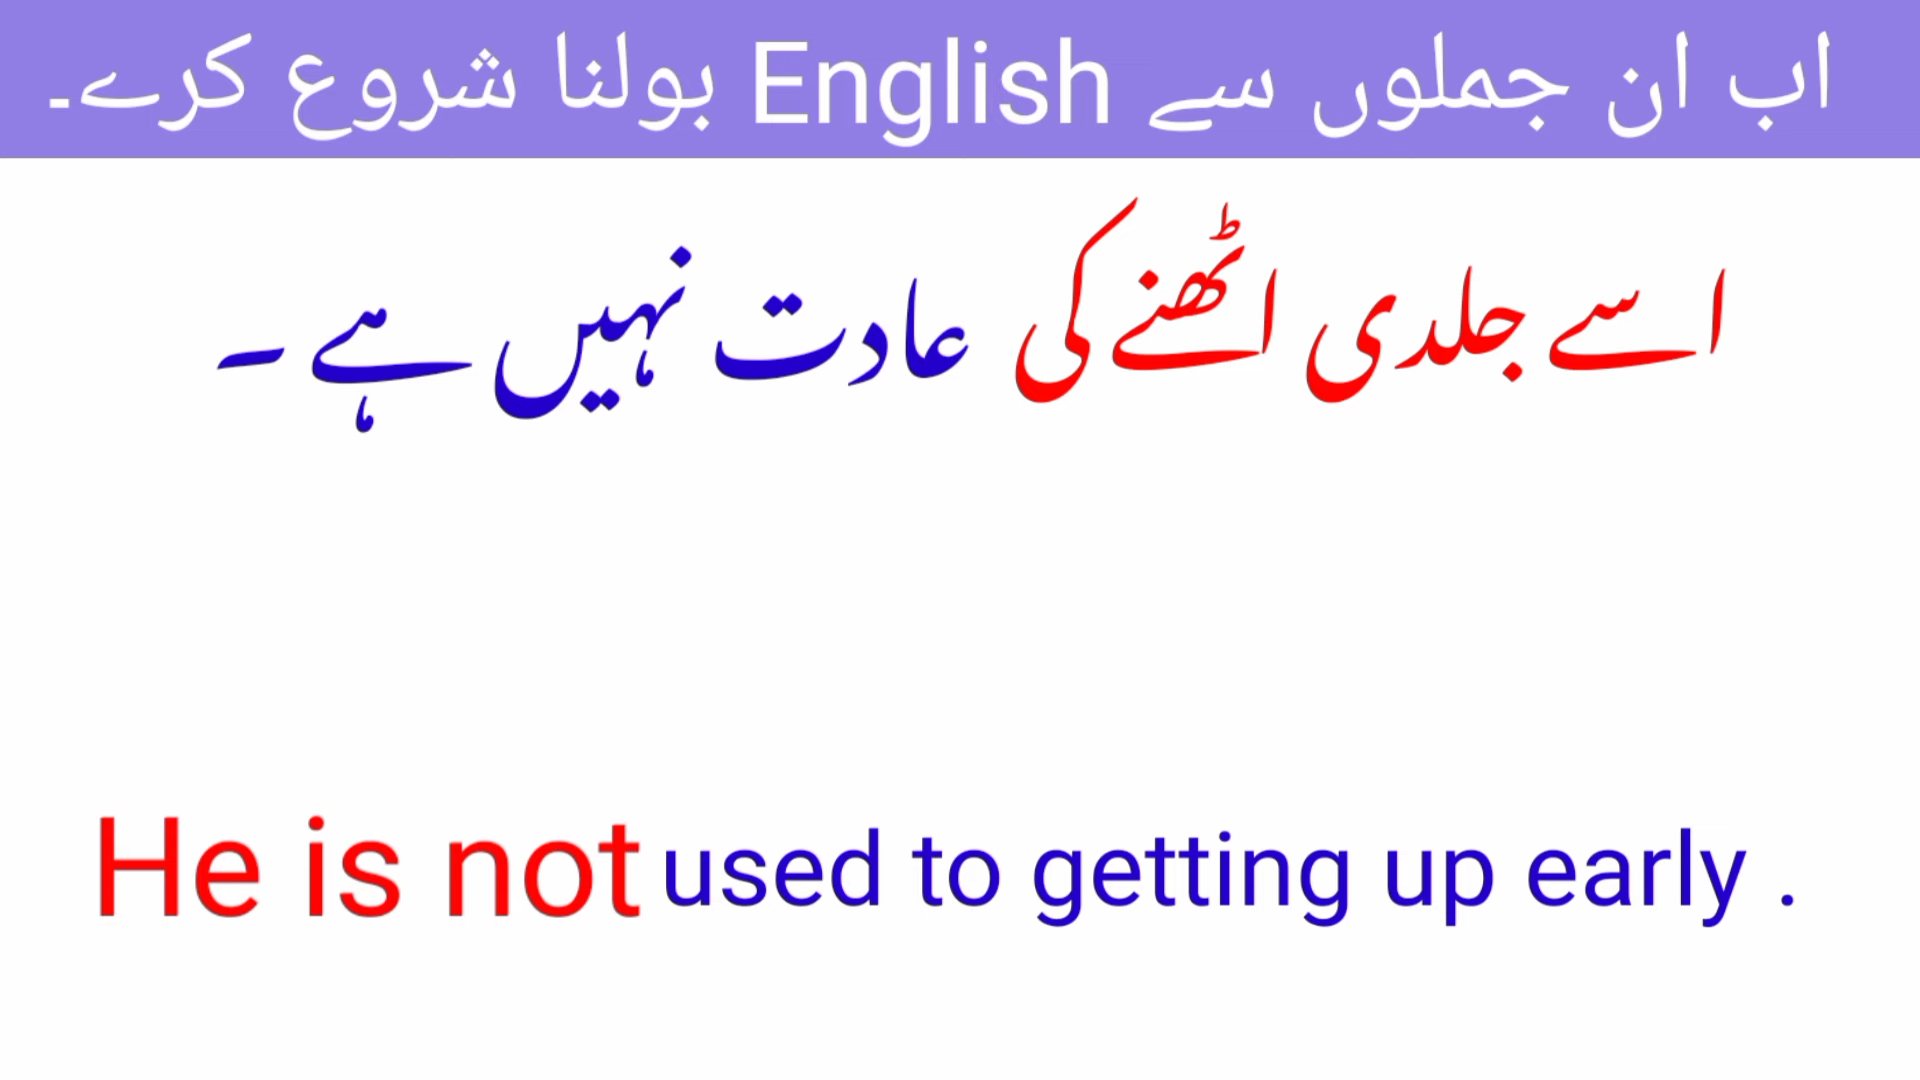 اب ان جملوں سے English بولنا شروع کرے۔
اسے جلدی اٹھنے کی عادت نہیں ہے ۔
He is not used to getting up early .